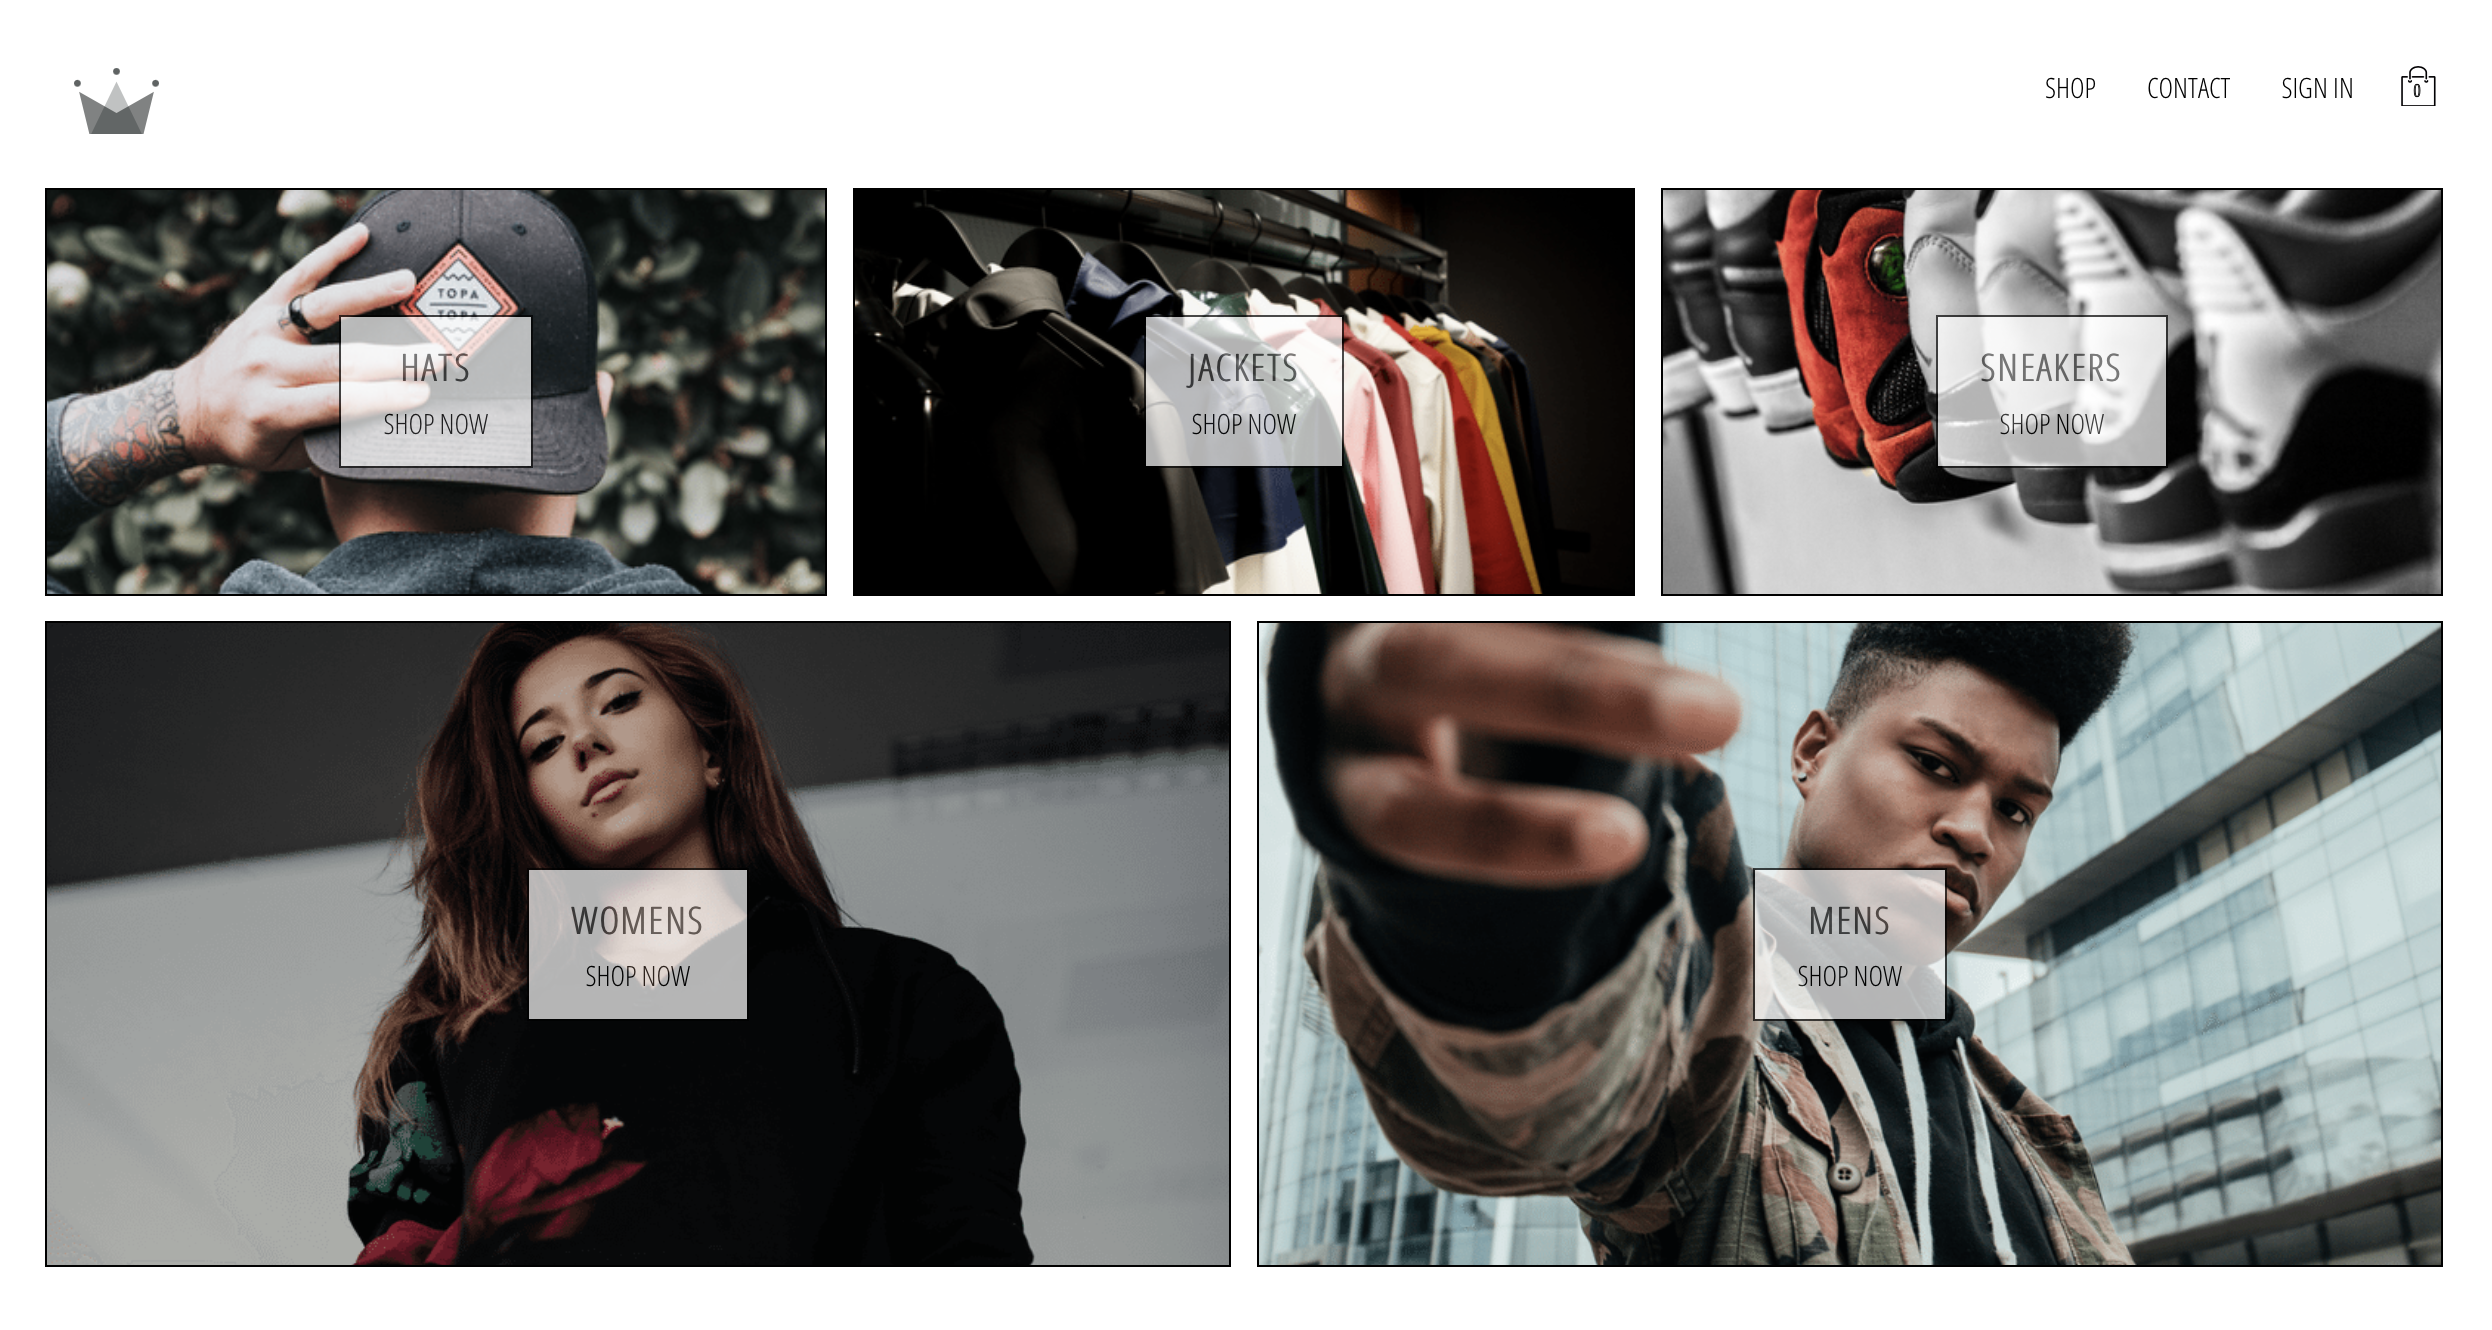 SHOP CONTACT SIGN IN 0
TOPA
TOPA
HATS
SHOP NOW
JACKETS
SHOP NOW
SNEAKERS
SHOP NOW
WOMENS
SHOP NOW
MENS
SHOP NOW